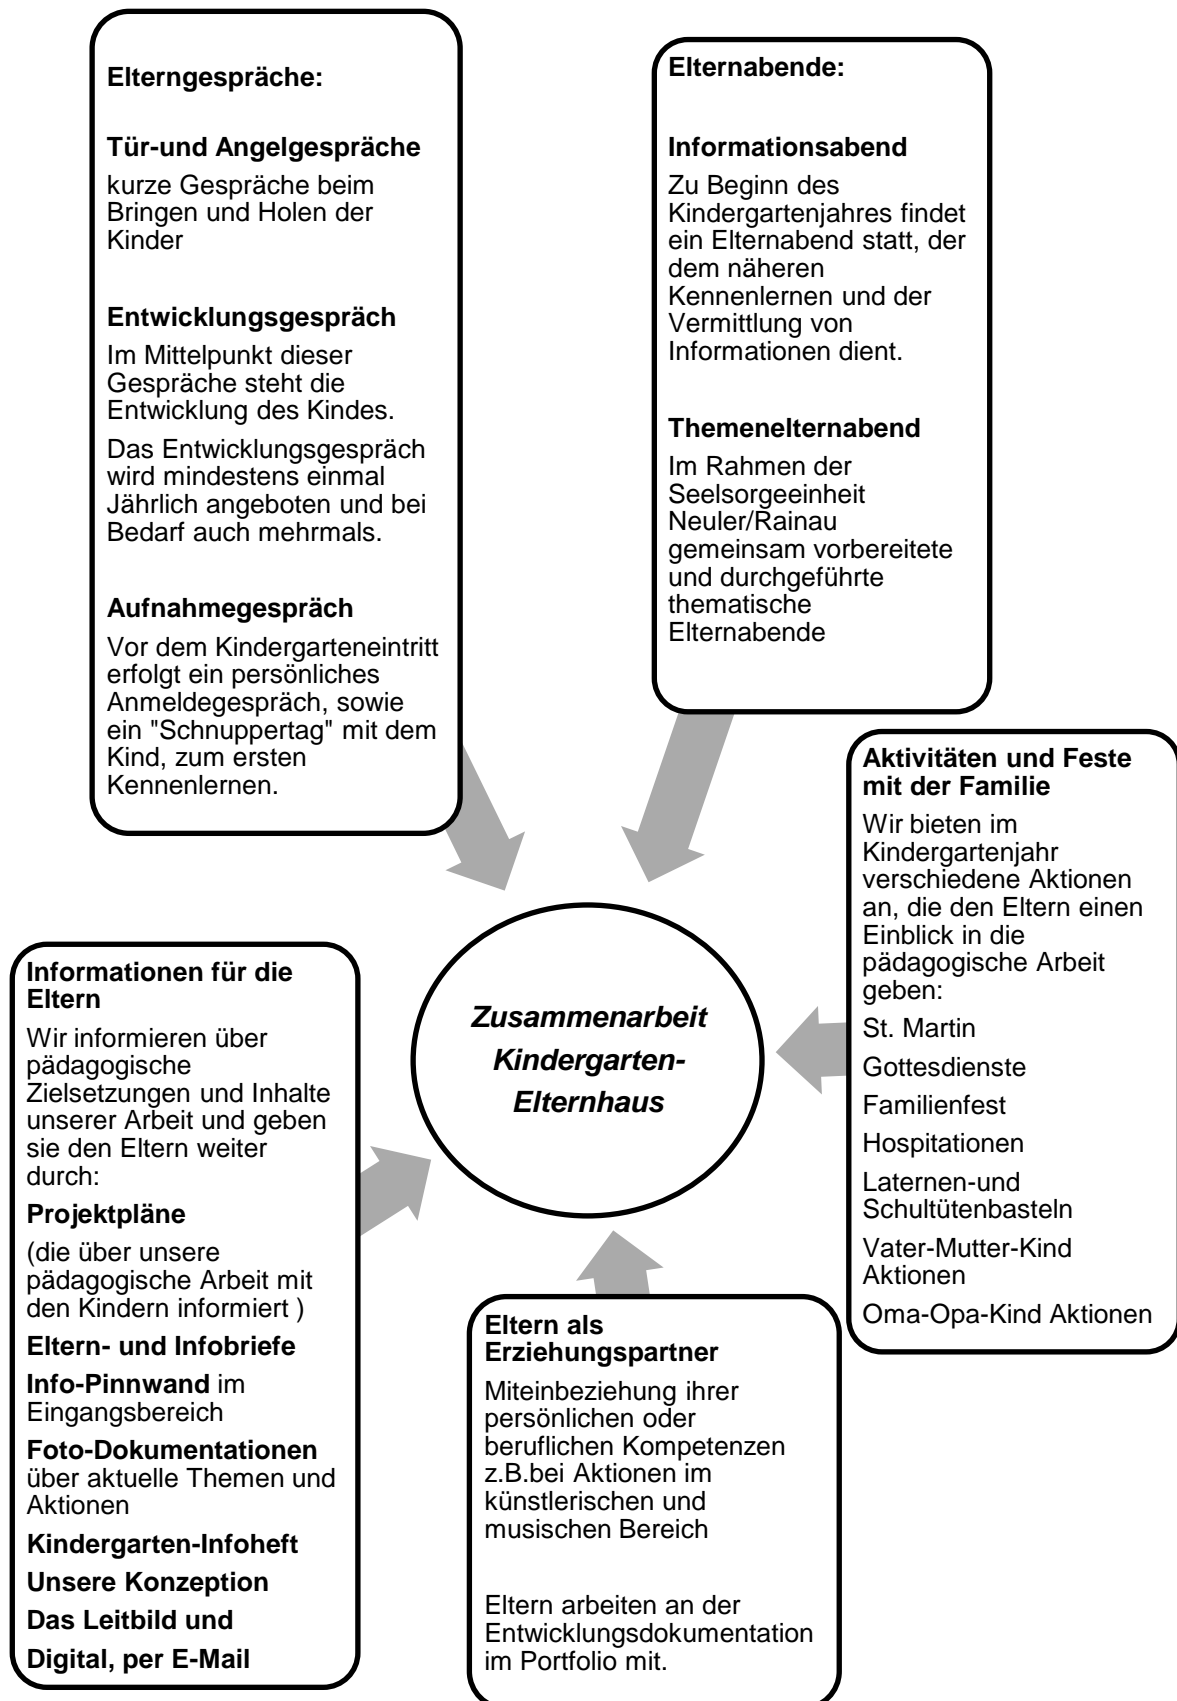 Elterngespräche:
Tür-und Angelgespräche
kurze Gespräche beim
Bringen und Holen der
Kinder
Entwicklungsgespräch
Im Mittelpunkt dieser
Gespräche steht die
Entwicklung des Kindes.
Das Entwicklungsgespräch
wird mindestens einmal
Jährlich angeboten und bei
Bedarf auch mehrmals.
Aufnahmegespräch
Vor dem Kindergarteneintritt
erfolgt ein persönliches
Anmeldegespräch, sowie
ein "Schnuppertag" mit dem
Kind, zum ersten
Kennenlernen.
Elternabende:
Informationsabend
Zu Beginn des
Kindergartenjahres findet
ein Elternabend statt, der
dem näheren
Kennenlernen und der
Vermittlung von
Informationen dient.
Themenelternabend
Im Rahmen der
Seelsorgeeinheit
Neuler/Rainau
gemeinsam vorbereitete
und durchgeführte
thematische
Elternabende
Aktivitäten und Feste
mit der Familie
Wir bieten im
Kindergartenjahr
verschiedene Aktionen
an, die den Eltern einen
Einblick in die
pädagogische Arbeit
geben:
St. Martin
Gottesdienste
Familienfest
Hospitationen
Laternen-und
Schultütenbasteln
Vater-Mutter-Kind
Aktionen
Oma-Opa-Kind Aktionen
Zusammenarbeit
Kindergarten-
Elternhaus
Informationen für die
Eltern
Wir informieren über
pädagogische
Zielsetzungen und Inhalte
unserer Arbeit und geben
sie den Eltern weiter
durch:
Projektpläne
(die über unsere
pädagogische Arbeit mit
den Kindern informiert )
Eltern- und Infobriefe
Info-Pinnwand im
Eingangsbereich
Foto-Dokumentationen
über aktuelle Themen und
Aktionen
Kindergarten-Infoheft
Unsere Konzeption
Das Leitbild und
Digital, per E-Mail
Eltern als
Erziehungspartner
Miteinbeziehung ihrer
persönlichen oder
beruflichen Kompetenzen
z.B.bei Aktionen im
künstlerischen und
musischen Bereich
Eltern arbeiten an der
Entwicklungsdokumentation
im Portfolio mit.